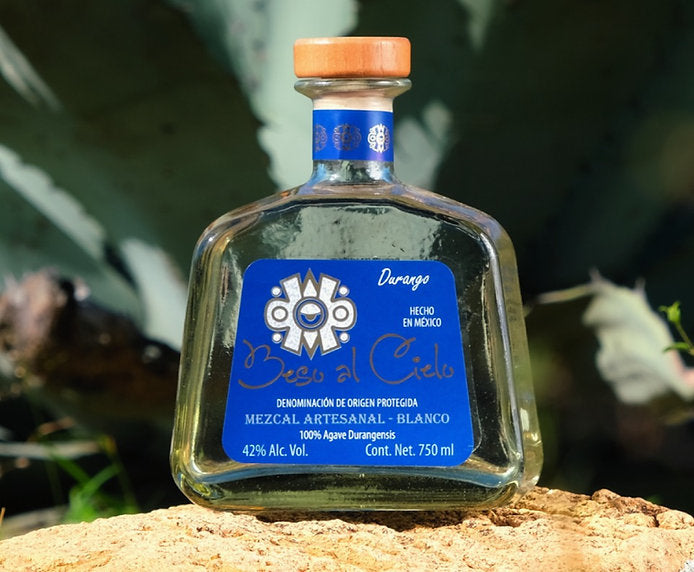 Durango
HECHO
EN MÉXICO
Beso al Cielo
DENOMINACIÓN DE ORIGEN PROTEGIDA
MEZCAL ARTESANAL - BLANCO
100% Agave Durangensis
42% Alc. Vol. Cont. Net. 750 ml